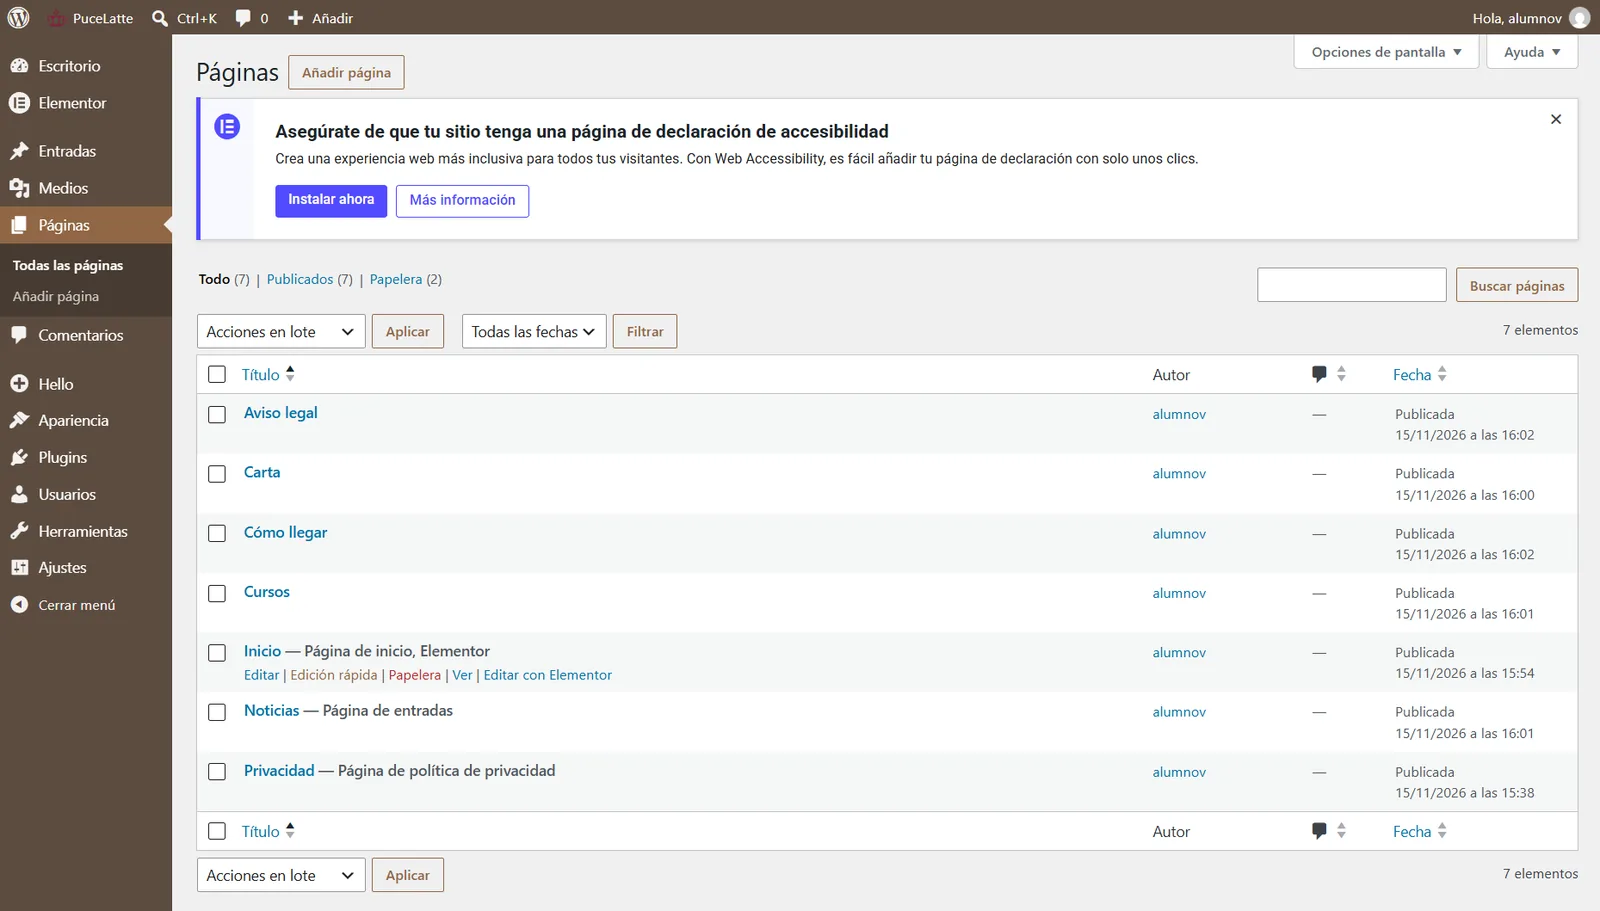 PuceLatte Ctrl+K 0 Añadir Hola, alumnov
Escritorio
Elementor
Entradas
Medios
Páginas
Todas las páginas
Añadir página
Comentarios
Hello
Apariencia
Plugins
Usuarios
Herramientas
Ajustes
Cerrar menú
Opciones de pantalla Ayuda
Páginas Añadir página
Asegúrate de que tu sitio tenga una página de declaración de accesibilidad
Crea una experiencia web más inclusiva para todos tus visitantes. Con Web Accessibility, es fácil añadir tu página de declaración con solo unos clics.
Instalar ahora Más información
Todo (7) | Publicados (7) | Papelera (2)
Buscar páginas
Acciones en lote Aplicar Todas las fechas Filtrar 7 elementos
Título Autor Fecha
Aviso legal alumnov — Publicada
15/11/2026 a las 16:02
Carta alumnov — Publicada
15/11/2026 a las 16:00
Cómo llegar alumnov — Publicada
15/11/2026 a las 16:02
Cursos alumnov — Publicada
15/11/2026 a las 16:01
Inicio — Página de inicio, Elementor alumnov — Publicada
Editar | Edición rápida | Papelera | Ver | Editar con Elementor 15/11/2026 a las 15:54
Noticias — Página de entradas alumnov — Publicada
15/11/2026 a las 16:01
Privacidad — Página de política de privacidad alumnov — Publicada
15/11/2026 a las 15:38
Título Autor Fecha
Acciones en lote Aplicar 7 elementos